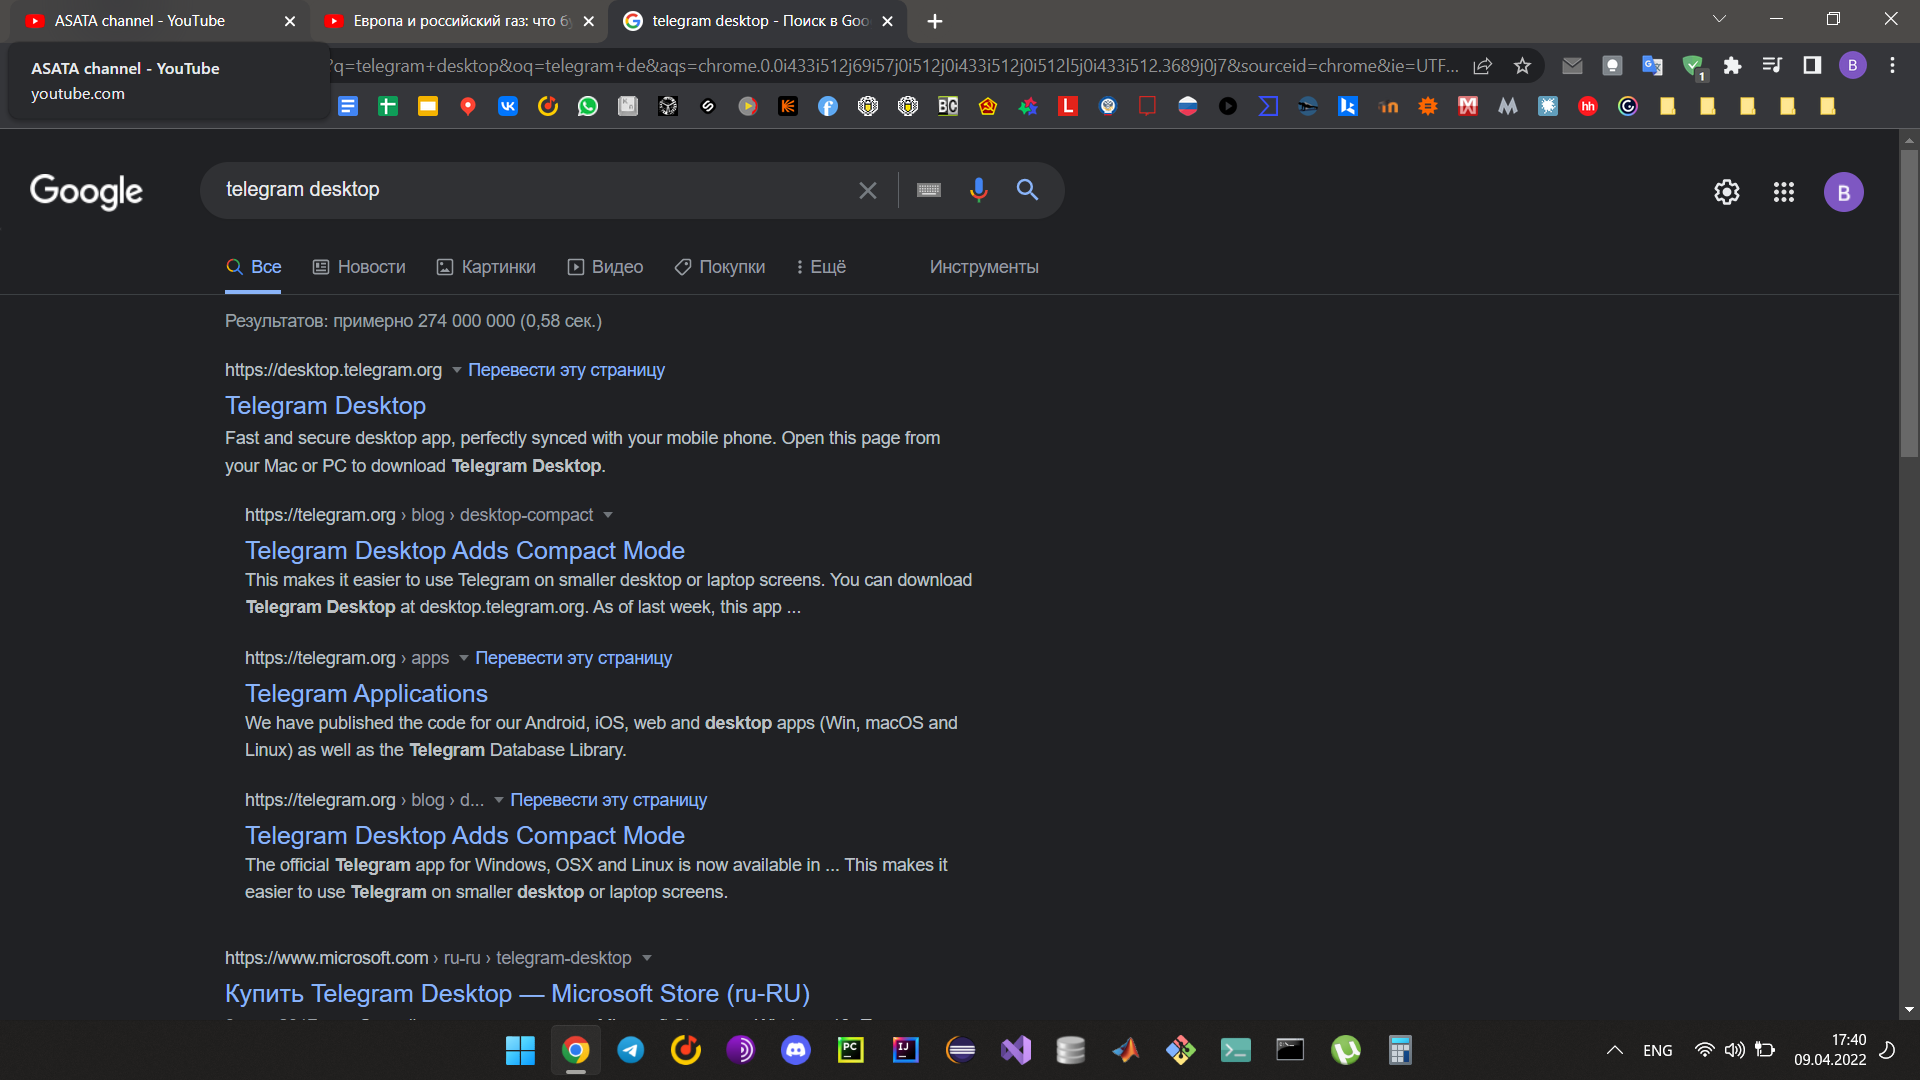 ASATA channel - YouTube
Европа и российский газ: что б
telegram desktop - Поиск в Goo
ASATA channel - YouTube
youtube.com
?q=telegram+desktop&oq=telegram+de&aqs=chrome.0.0i433i512j69i57j0i512j0i433i512j0i512l5j0i433i512.3689j0j7&sourceid=chrome&ie=UTF...
1
B
Google
telegram desktop
B
Все
Новости
Картинки
Видео
Покупки
Ещё
Инструменты
Результатов: примерно 274 000 000 (0,58 сек.)
https://desktop.telegram.org Перевести эту страницу
Telegram Desktop
Fast and secure desktop app, perfectly synced with your mobile phone. Open this page from
your Mac or PC to download Telegram Desktop.
https://telegram.org › blog › desktop-compact
Telegram Desktop Adds Compact Mode
This makes it easier to use Telegram on smaller desktop or laptop screens. You can download
Telegram Desktop at desktop.telegram.org. As of last week, this app ...
https://telegram.org › apps Перевести эту страницу
Telegram Applications
We have published the code for our Android, iOS, web and desktop apps (Win, macOS and
Linux) as well as the Telegram Database Library.
https://telegram.org › blog › d... Перевести эту страницу
Telegram Desktop Adds Compact Mode
The official Telegram app for Windows, OSX and Linux is now available in ... This makes it
easier to use Telegram on smaller desktop or laptop screens.
https://www.microsoft.com › ru-ru › telegram-desktop
Купить Telegram Desktop — Microsoft Store (ru-RU)
ENG
17:40
09.04.2022